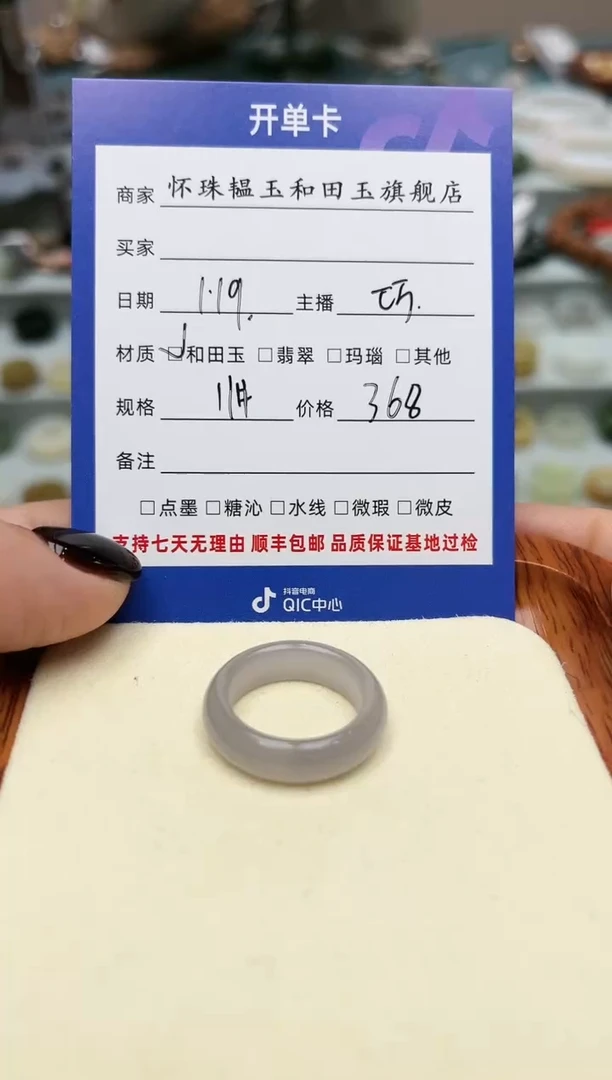 开单卡
商家 怀珠韫玉和田玉旗舰店
买家
日期 1.19. 主播
材质 ☑和田玉 □翡翠 □玛瑙 □其他
规格 11# 价格 368
备注
□点墨 □糖沁 □水线 □微瑕 □微皮
支持七天无理由 顺丰包邮 品质保证基地过检
抖音电商
QIC中心